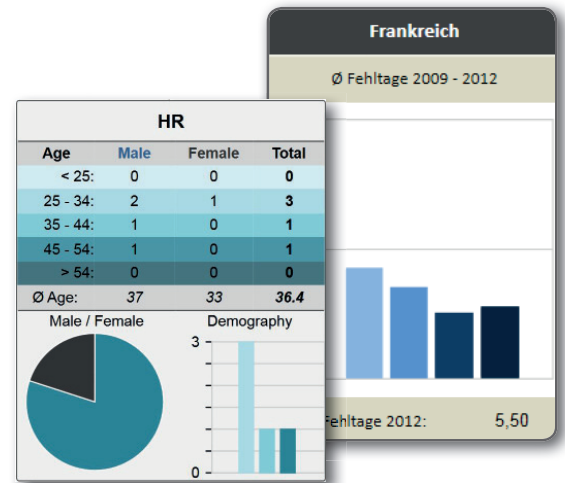 Frankreich
Ø Fehltage 2009 - 2012
Fehltage 2012: 5,50
HR
Age Male Female Total
< 25: 0 0 0
25 - 34: 2 1 3
35 - 44: 1 0 1
45 - 54: 1 0 1
> 54: 0 0 0
Ø Age: 37 33 36.4
Male / Female Demography
3
0